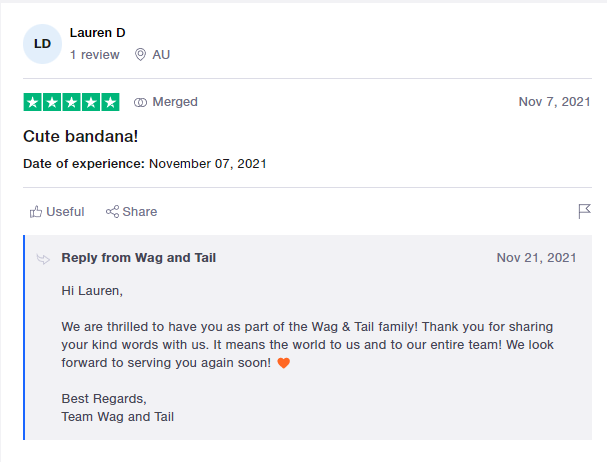 LD
Lauren D
1 review AU
Merged Nov 7, 2021
Cute bandana!
Date of experience: November 07, 2021
Useful Share
Reply from Wag and Tail Nov 21, 2021
Hi Lauren,
We are thrilled to have you as part of the Wag & Tail family! Thank you for sharing
your kind words with us. It means the world to us and to our entire team! We look
forward to serving you again soon! 🧡
Best Regards,
Team Wag and Tail